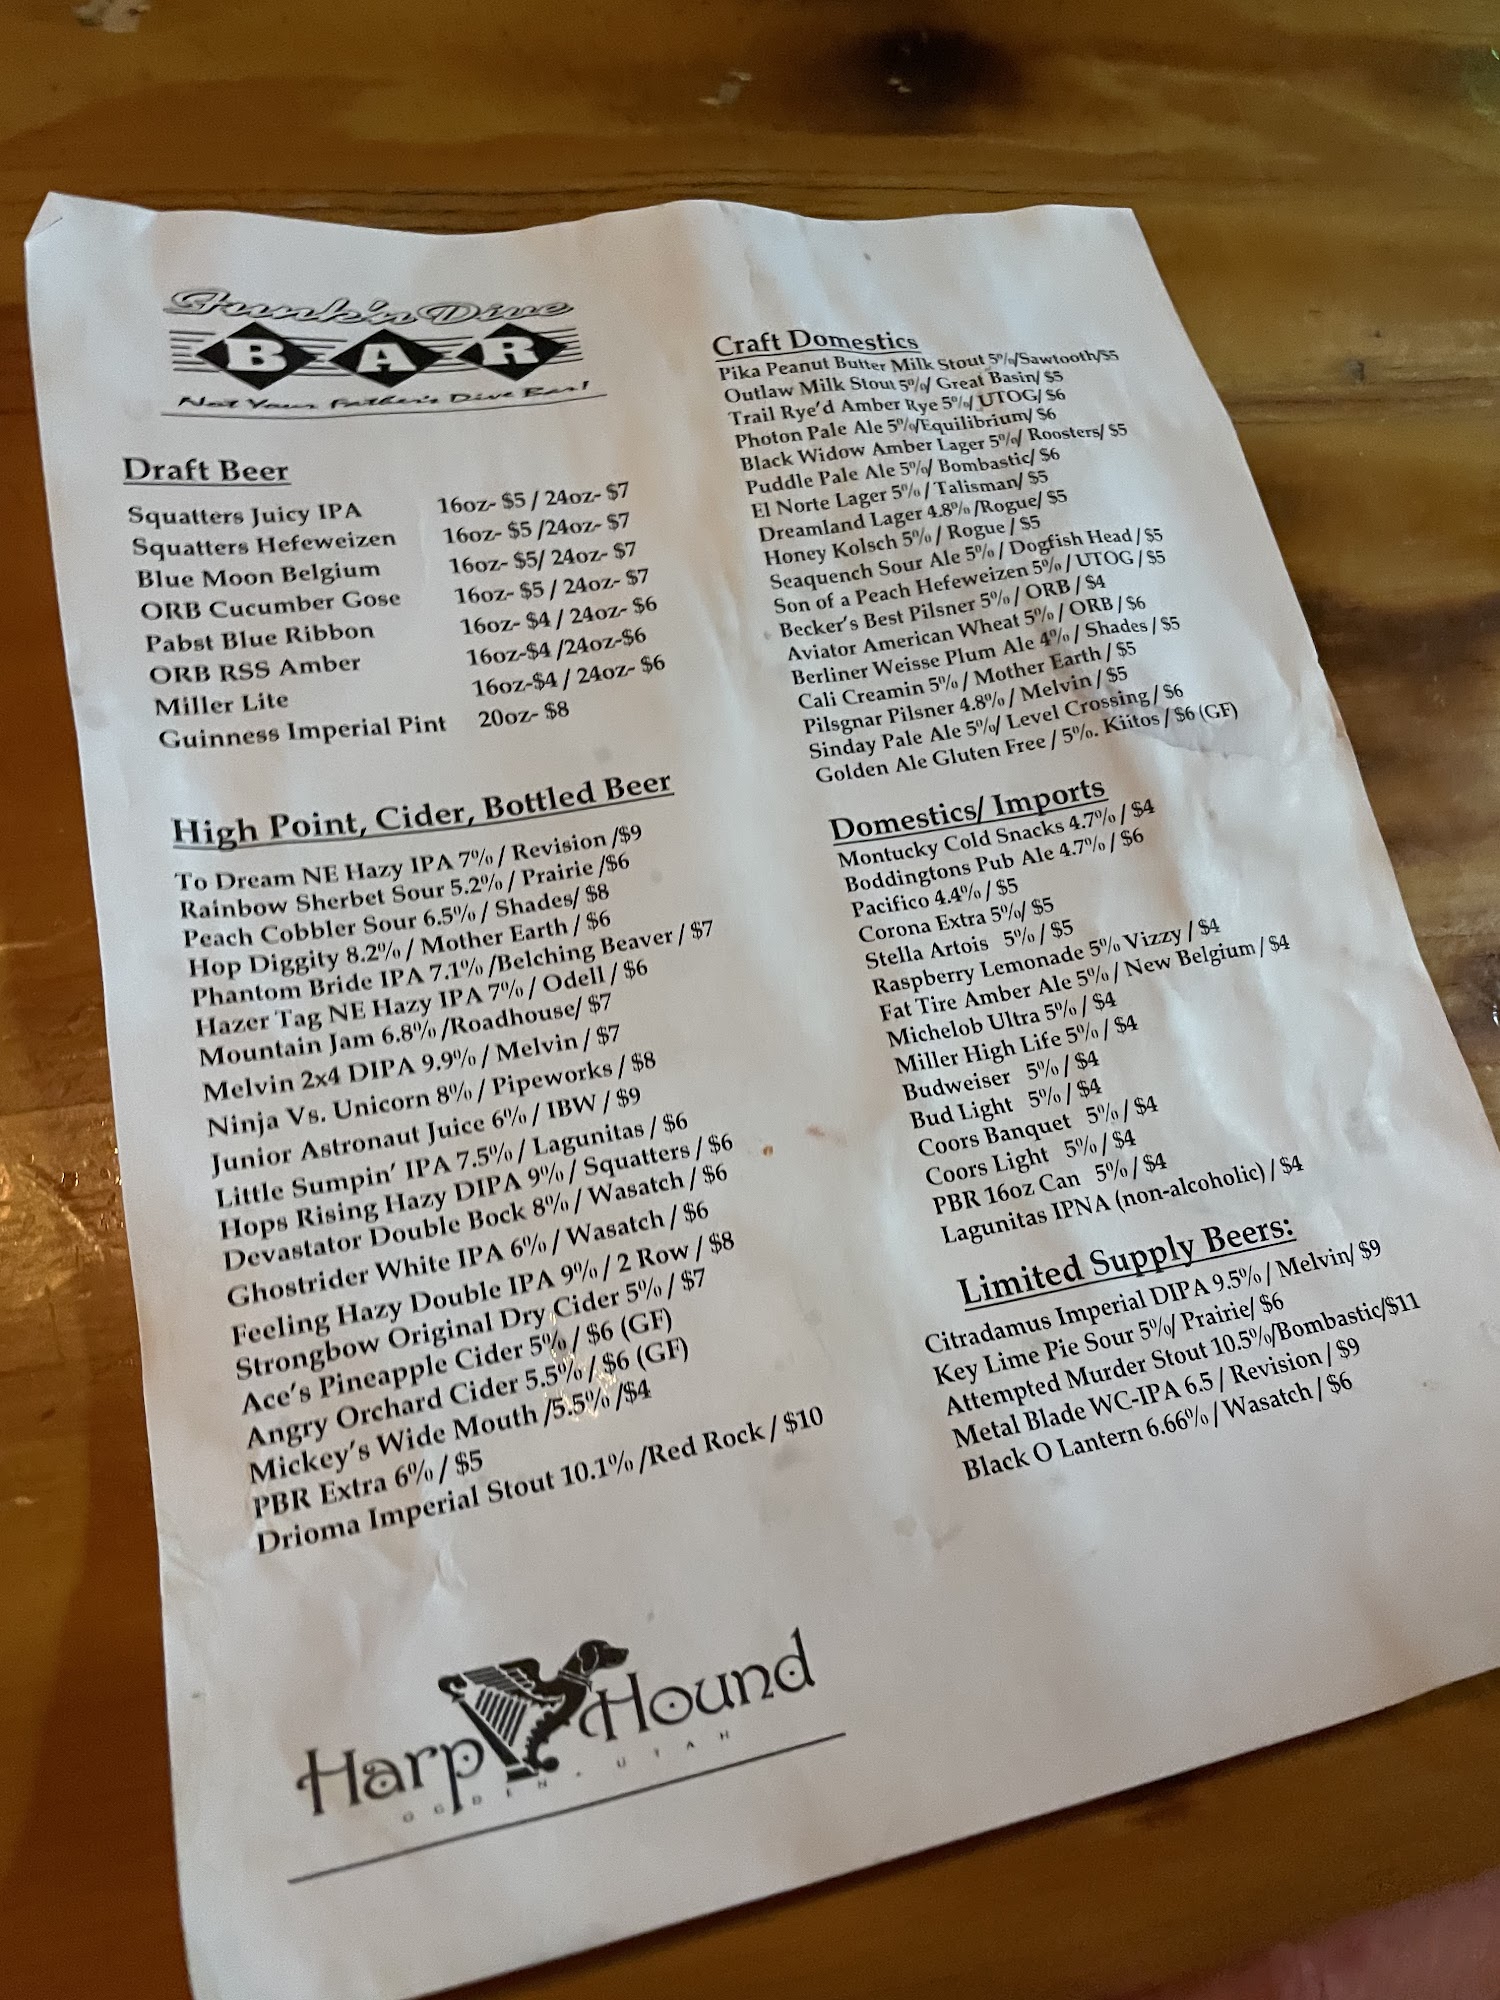 Funk'n Dive
BAR
Not Your Father's Dive Bar!
Draft Beer
Squatters Juicy IPA 16oz- $5 / 24oz- $7
Squatters Hefeweizen 16oz- $5 /24oz- $7
Blue Moon Belgium 16oz- $5/ 24oz- $7
ORB Cucumber Gose 16oz- $5 / 24oz- $7
Pabst Blue Ribbon 16oz- $4 / 24oz- $6
ORB RSS Amber 16oz-$4 /24oz-$6
Miller Lite 16oz-$4 / 24oz- $6
Guinness Imperial Pint 20oz- $8
High Point, Cider, Bottled Beer
To Dream NE Hazy IPA 7% / Revision /$9
Rainbow Sherbet Sour 5.2% / Prairie /$6
Peach Cobbler Sour 6.5% / Shades/ $8
Hop Diggity 8.2% / Mother Earth / $6
Phantom Bride IPA 7.1% /Belching Beaver / $7
Hazer Tag NE Hazy IPA 7% / Odell / $6
Mountain Jam 6.8% /Roadhouse/ $7
Melvin 2x4 DIPA 9.9% / Melvin / $7
Ninja Vs. Unicorn 8% / Pipeworks / $8
Junior Astronaut Juice 6% / IBW / $9
Little Sumpin' IPA 7.5% / Lagunitas / $6
Hops Rising Hazy DIPA 9% / Squatters / $6
Devastator Double Bock 8% / Wasatch / $6
Ghostrider White IPA 6% / Wasatch / $6
Feeling Hazy Double IPA 9% / 2 Row / $8
Strongbow Original Dry Cider 5% / $7
Ace's Pineapple Cider 5% / $6 (GF)
Angry Orchard Cider 5.5% / $6 (GF)
Mickey's Wide Mouth /5.5% /$4
PBR Extra 6% / $5
Drioma Imperial Stout 10.1% /Red Rock / $10
Harp Hound
OGDEN, UTAH
Craft Domestics
Pika Peanut Butter Milk Stout 5%/Sawtooth/$5
Outlaw Milk Stout 5%/ Great Basin/ $5
Trail Rye'd Amber Rye 5%/ UTOG/ $6
Photon Pale Ale 5%/Equilibrium/ $6
Black Widow Amber Lager 5%/ Roosters/ $5
Puddle Pale Ale 5%/ Bombastic/ $6
El Norte Lager 5% / Talisman/ $5
Dreamland Lager 4.8% /Rogue/ $5
Honey Kolsch 5% / Rogue / $5
Seaquench Sour Ale 5% / Dogfish Head / $5
Son of a Peach Hefeweizen 5% / UTOG / $5
Becker's Best Pilsner 5% / ORB / $4
Aviator American Wheat 5% / ORB / $6
Berliner Weisse Plum Ale 4% / Shades / $5
Cali Creamin 5% / Mother Earth / $5
Pilsgnar Pilsner 4.8% / Melvin / $5
Sinday Pale Ale 5%/ Level Crossing / $6
Golden Ale Gluten Free / 5%. Kiitos / $6 (GF)
Domestics/ Imports
Montucky Cold Snacks 4.7% / $4
Boddingtons Pub Ale 4.7% / $6
Pacifico 4.4% / $5
Corona Extra 5%/ $5
Stella Artois 5% / $5
Raspberry Lemonade 5% Vizzy / $4
Fat Tire Amber Ale 5% / New Belgium / $4
Michelob Ultra 5% / $4
Miller High Life 5% / $4
Budweiser 5% / $4
Bud Light 5% / $4
Coors Banquet 5% / $4
Coors Light 5% / $4
PBR 16oz Can 5% / $4
Lagunitas IPNA (non-alcoholic) / $4
Limited Supply Beers:
Citradamus Imperial DIPA 9.5% / Melvin/ $9
Key Lime Pie Sour 5%/ Prairie/ $6
Attempted Murder Stout 10.5%/Bombastic/$11
Metal Blade WC-IPA 6.5 / Revision / $9
Black O Lantern 6.66% / Wasatch / $6